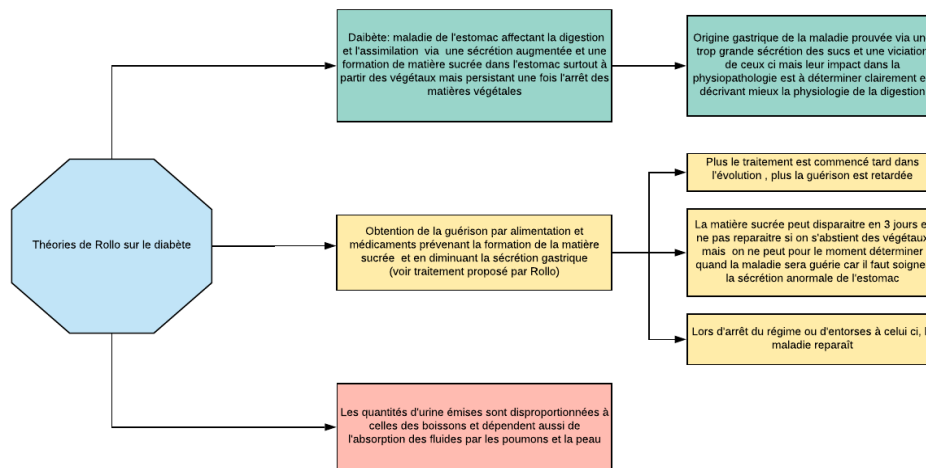 Daibète: maladie de l'estomac affectant la digestion
et l'assimilation via une sécrétion augmentée et une
formation de matière sucrée dans l'estomac surtout à
partir des végétaux mais persistant une fois l'arrêt des
matières végétales
Origine gastrique de la maladie prouvée via un
trop grande sécrétion des sucs et une viciation
de ceux ci mais leur impact dans la
physiopathologie est à déterminer clairement e
décrivant mieux la physiologie de la digestion
Théories de Rollo sur le diabète
Obtention de la guérison par alimentation et
médicaments prévenant la formation de la matière
sucrée et en diminuant la sécrétion gastrique
(voir traitement proposé par Rollo)
Plus le traitement est commencé tard dans
l'évolution , plus la guérison est retardée
La matière sucrée peut disparaitre en 3 jours e
ne pas reparaitre si on s'abstient des végétaux
mais on ne peut pour le moment déterminer
quand la maladie sera guérie car il faut soigne
la sécrétion anormale de l'estomac
Lors d'arrêt du régime ou d'entorses à celui ci, l
maladie reparaît
Les quantités d'urine émises sont disproportionnées à
celles des boissons et dépendent aussi de
l'absorption des fluides par les poumons et la peau